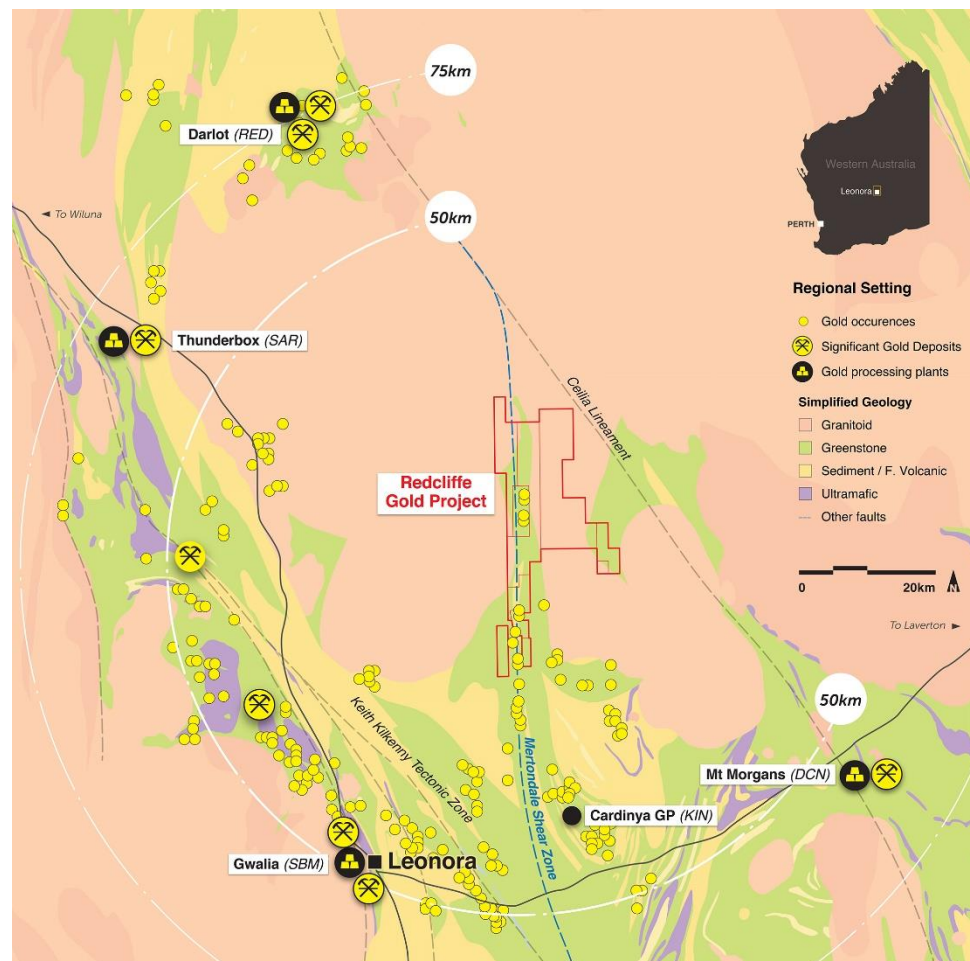 75km
Darlot (RED)
50km
◄ To Wiluna
Thunderbox (SAR)
Ceilia Lineament
Redcliffe
Gold Project
Western Australia
Leonora
PERTH
Regional Setting
Gold occurences
Significant Gold Deposits
Gold processing plants
Simplified Geology
Granitoid
Greenstone
Sediment / F. Volcanic
Ultramafic
Other faults
0 20km N
To Laverton ►
50km
Keith Kilkenny Tectonic Zone
Mertondale Shear Zone
Mt Morgans (DCN)
Cardinya GP (KIN)
Gwalia (SBM)
Leonora